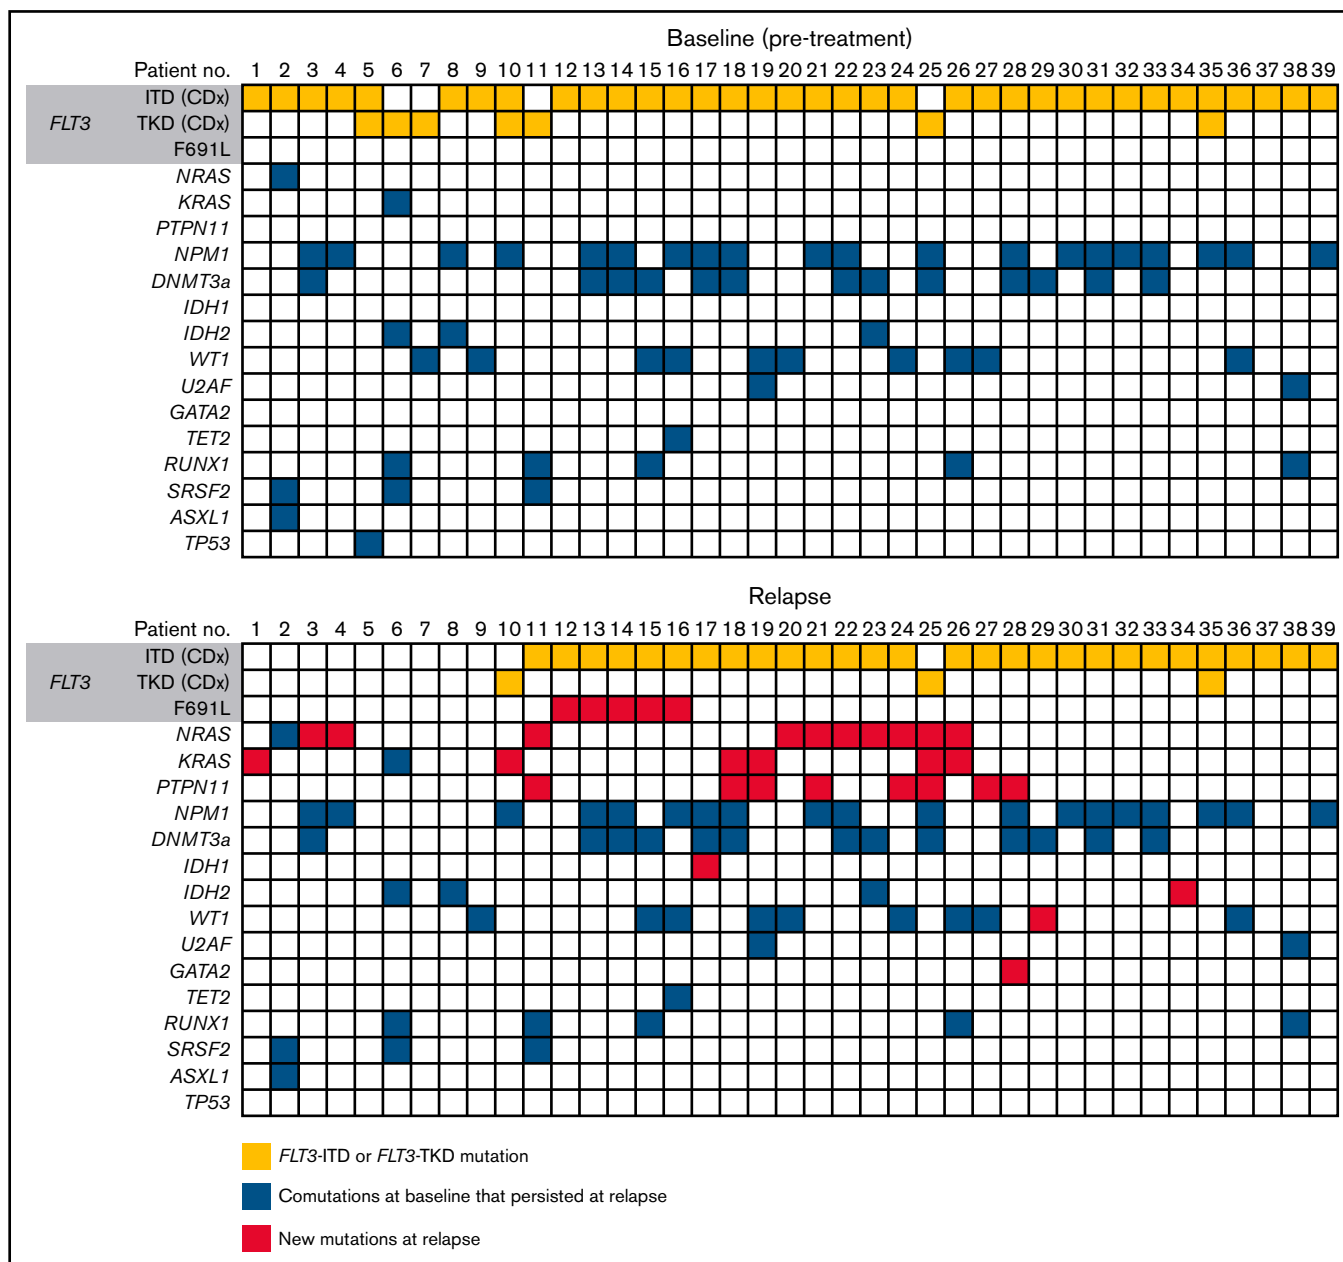 Baseline (pre-treatment)
Patient no. 1 2 3 4 5 6 7 8 9 10 11 12 13 14 15 16 17 18 19 20 21 22 23 24 25 26 27 28 29 30 31 32 33 34 35 36 37 38 39
ITD (CDx)
FLT3 TKD (CDx)
F691L
NRAS
KRAS
PTPN11
NPM1
DNMT3a
IDH1
IDH2
WT1
U2AF
GATA2
TET2
RUNX1
SRSF2
ASXL1
TP53
Relapse
Patient no. 1 2 3 4 5 6 7 8 9 10 11 12 13 14 15 16 17 18 19 20 21 22 23 24 25 26 27 28 29 30 31 32 33 34 35 36 37 38 39
ITD (CDx)
FLT3 TKD (CDx)
F691L
NRAS
KRAS
PTPN11
NPM1
DNMT3a
IDH1
IDH2
WT1
U2AF
GATA2
TET2
RUNX1
SRSF2
ASXL1
TP53
FLT3-ITD or FLT3-TKD mutation
Comutations at baseline that persisted at relapse
New mutations at relapse